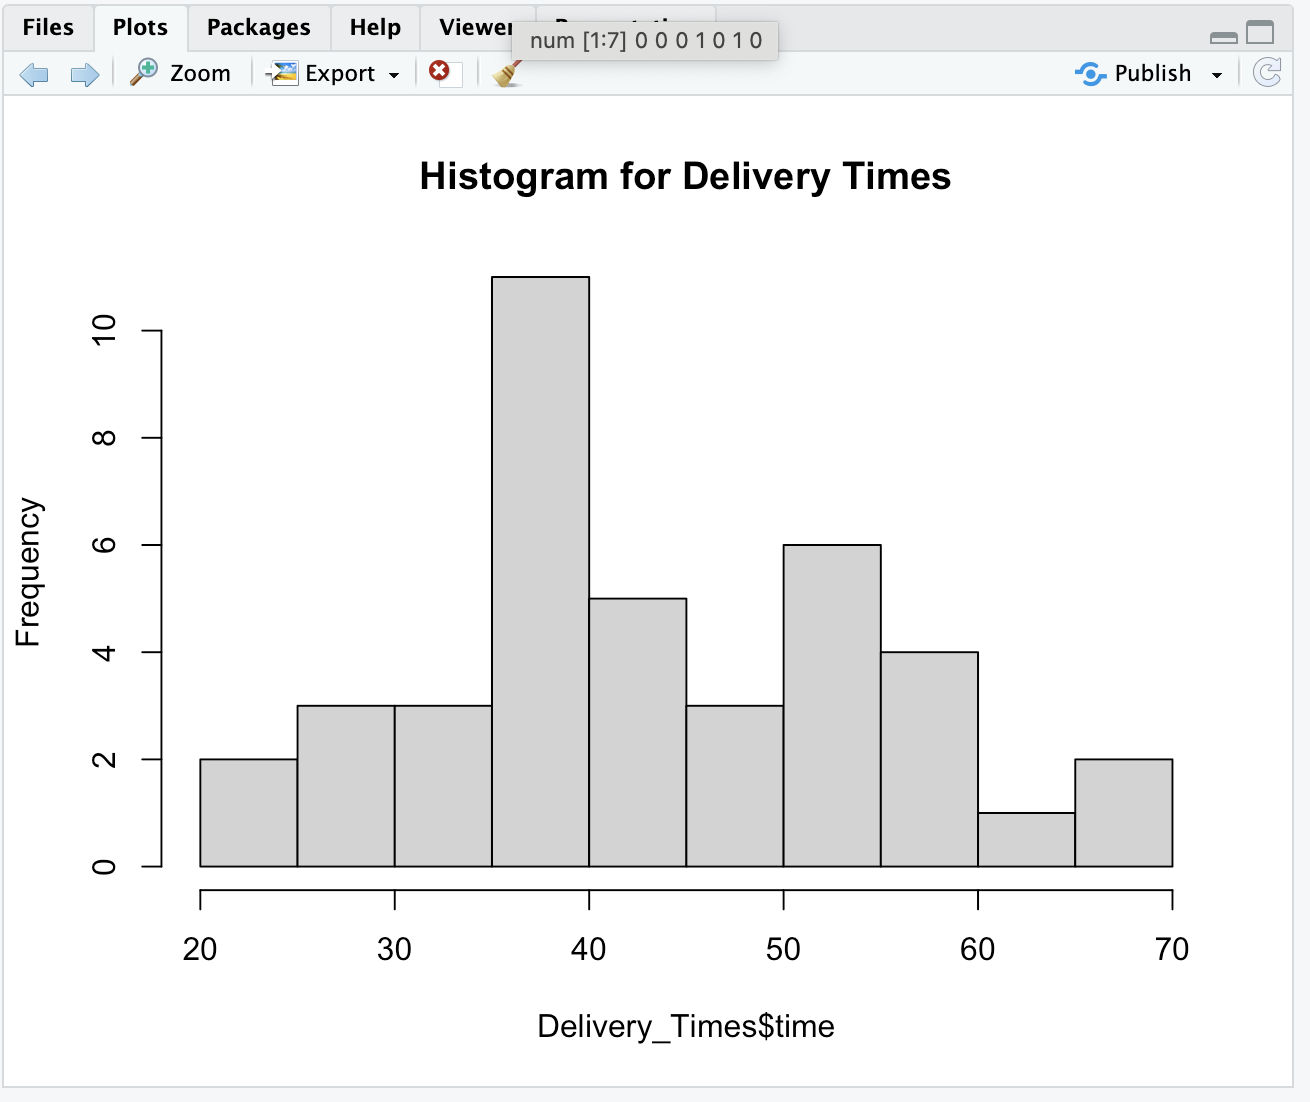 Files Plots Packages Help Viewer
num [1:7] 0 0 0 1 0 1 0
Zoom Export Publish
Histogram for Delivery Times
Frequency
10
8
6
4
2
0
20 30 40 50 60 70
Delivery_Times$time